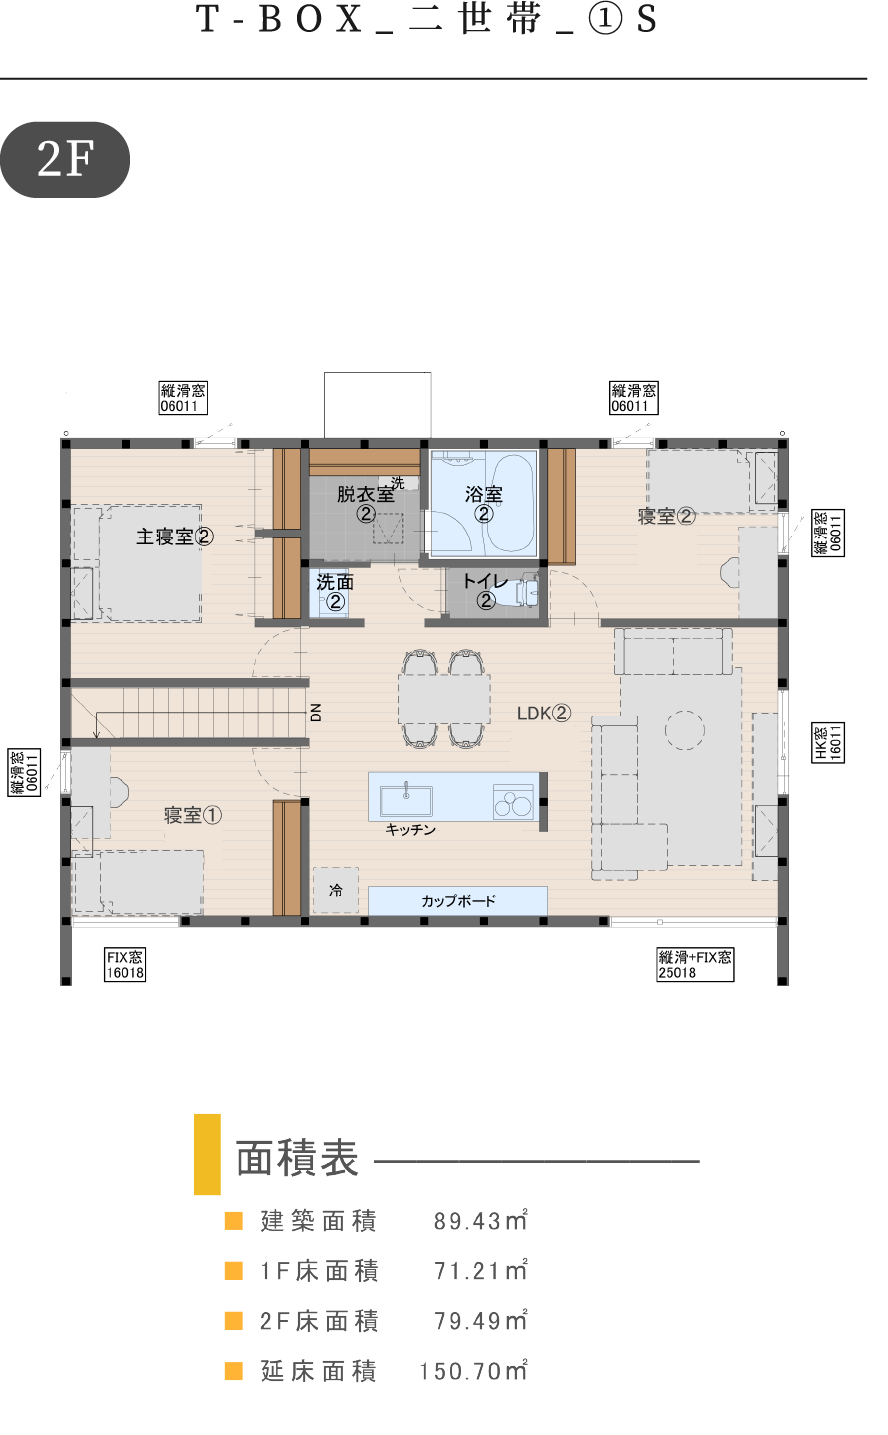 T-BOX_二世帯_①S
2F
縦滑窓
06011
縦滑窓
06011
洗
脱衣室
②
浴室
②
主寝室②
寝室②
縦滑窓
06011
洗面
②
トイレ
②
DN
LDK②
HK窓
16011
縦滑窓
06011
寝室①
キッチン
冷
カップボード
FIX窓
16018
縦滑+FIX窓
25018
面積表
建築面積 89.43㎡
1F床面積 71.21㎡
2F床面積 79.49㎡
延床面積 150.70㎡